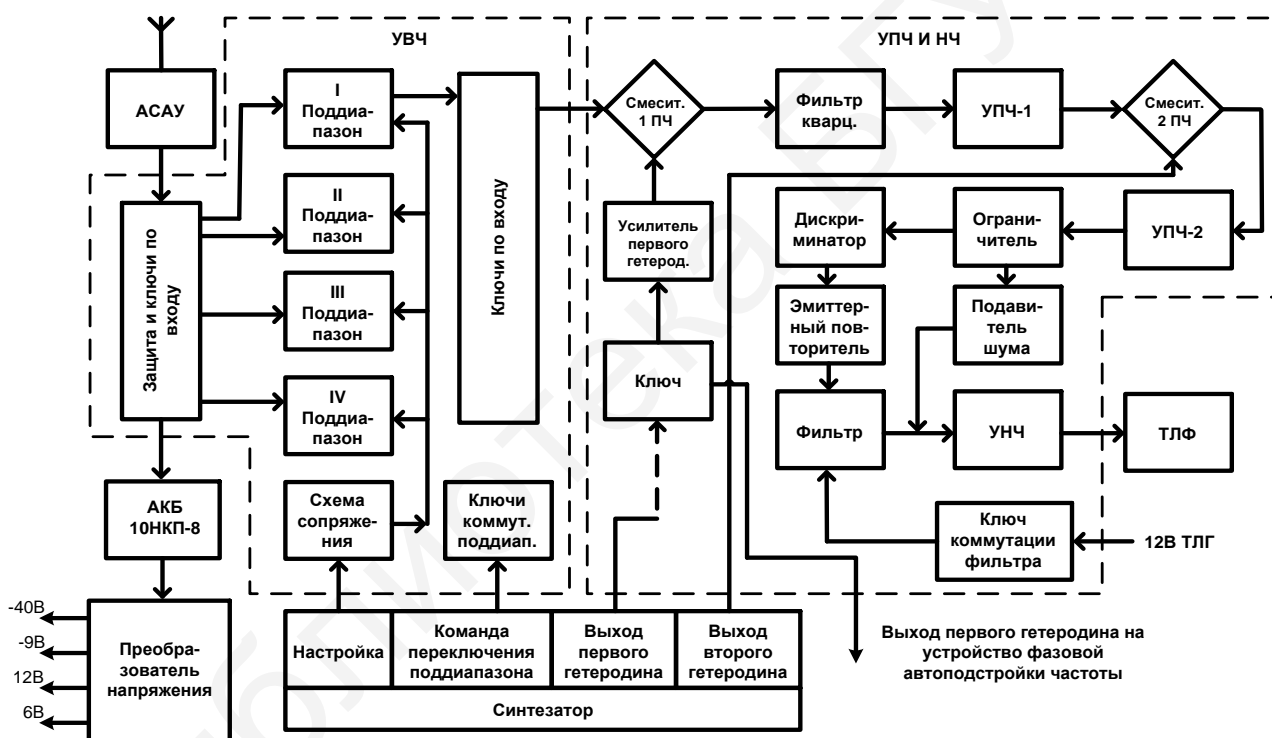 УВЧ
УПЧ И НЧ
АСАУ
I
Поддиа-
пазон
Смесит.
1 ПЧ
Фильтр
кварц.
УПЧ-1
Смесит.
2 ПЧ
Защита и ключи по
входу
II
Поддиа-
пазон
Ключи по входу
Усилитель
первого
гетерод.
Дискри-
минатор
Ограни-
читель
УПЧ-2
III
Поддиа-
пазон
Эмиттер-
ный пов-
торитель
Подави-
тель
шума
Ключ
IV
Поддиа-
пазон
Фильтр
УНЧ
ТЛФ
АКБ
10НКП-8
Схема
сопряже-
ния
Ключи
коммут.
поддиап.
Ключ
коммутации
фильтра
12В ТЛГ
-40В
-9В
12В
6В
Преобра-
зователь
напряжения
Настройка
Команда
переключения
поддиапазона
Выход
первого
гетеродина
Выход
второго
гетеродина
Синтезатор
Выход первого гетеродина на
устройство фазовой
автоподстройки частоты
блиотека БГУ